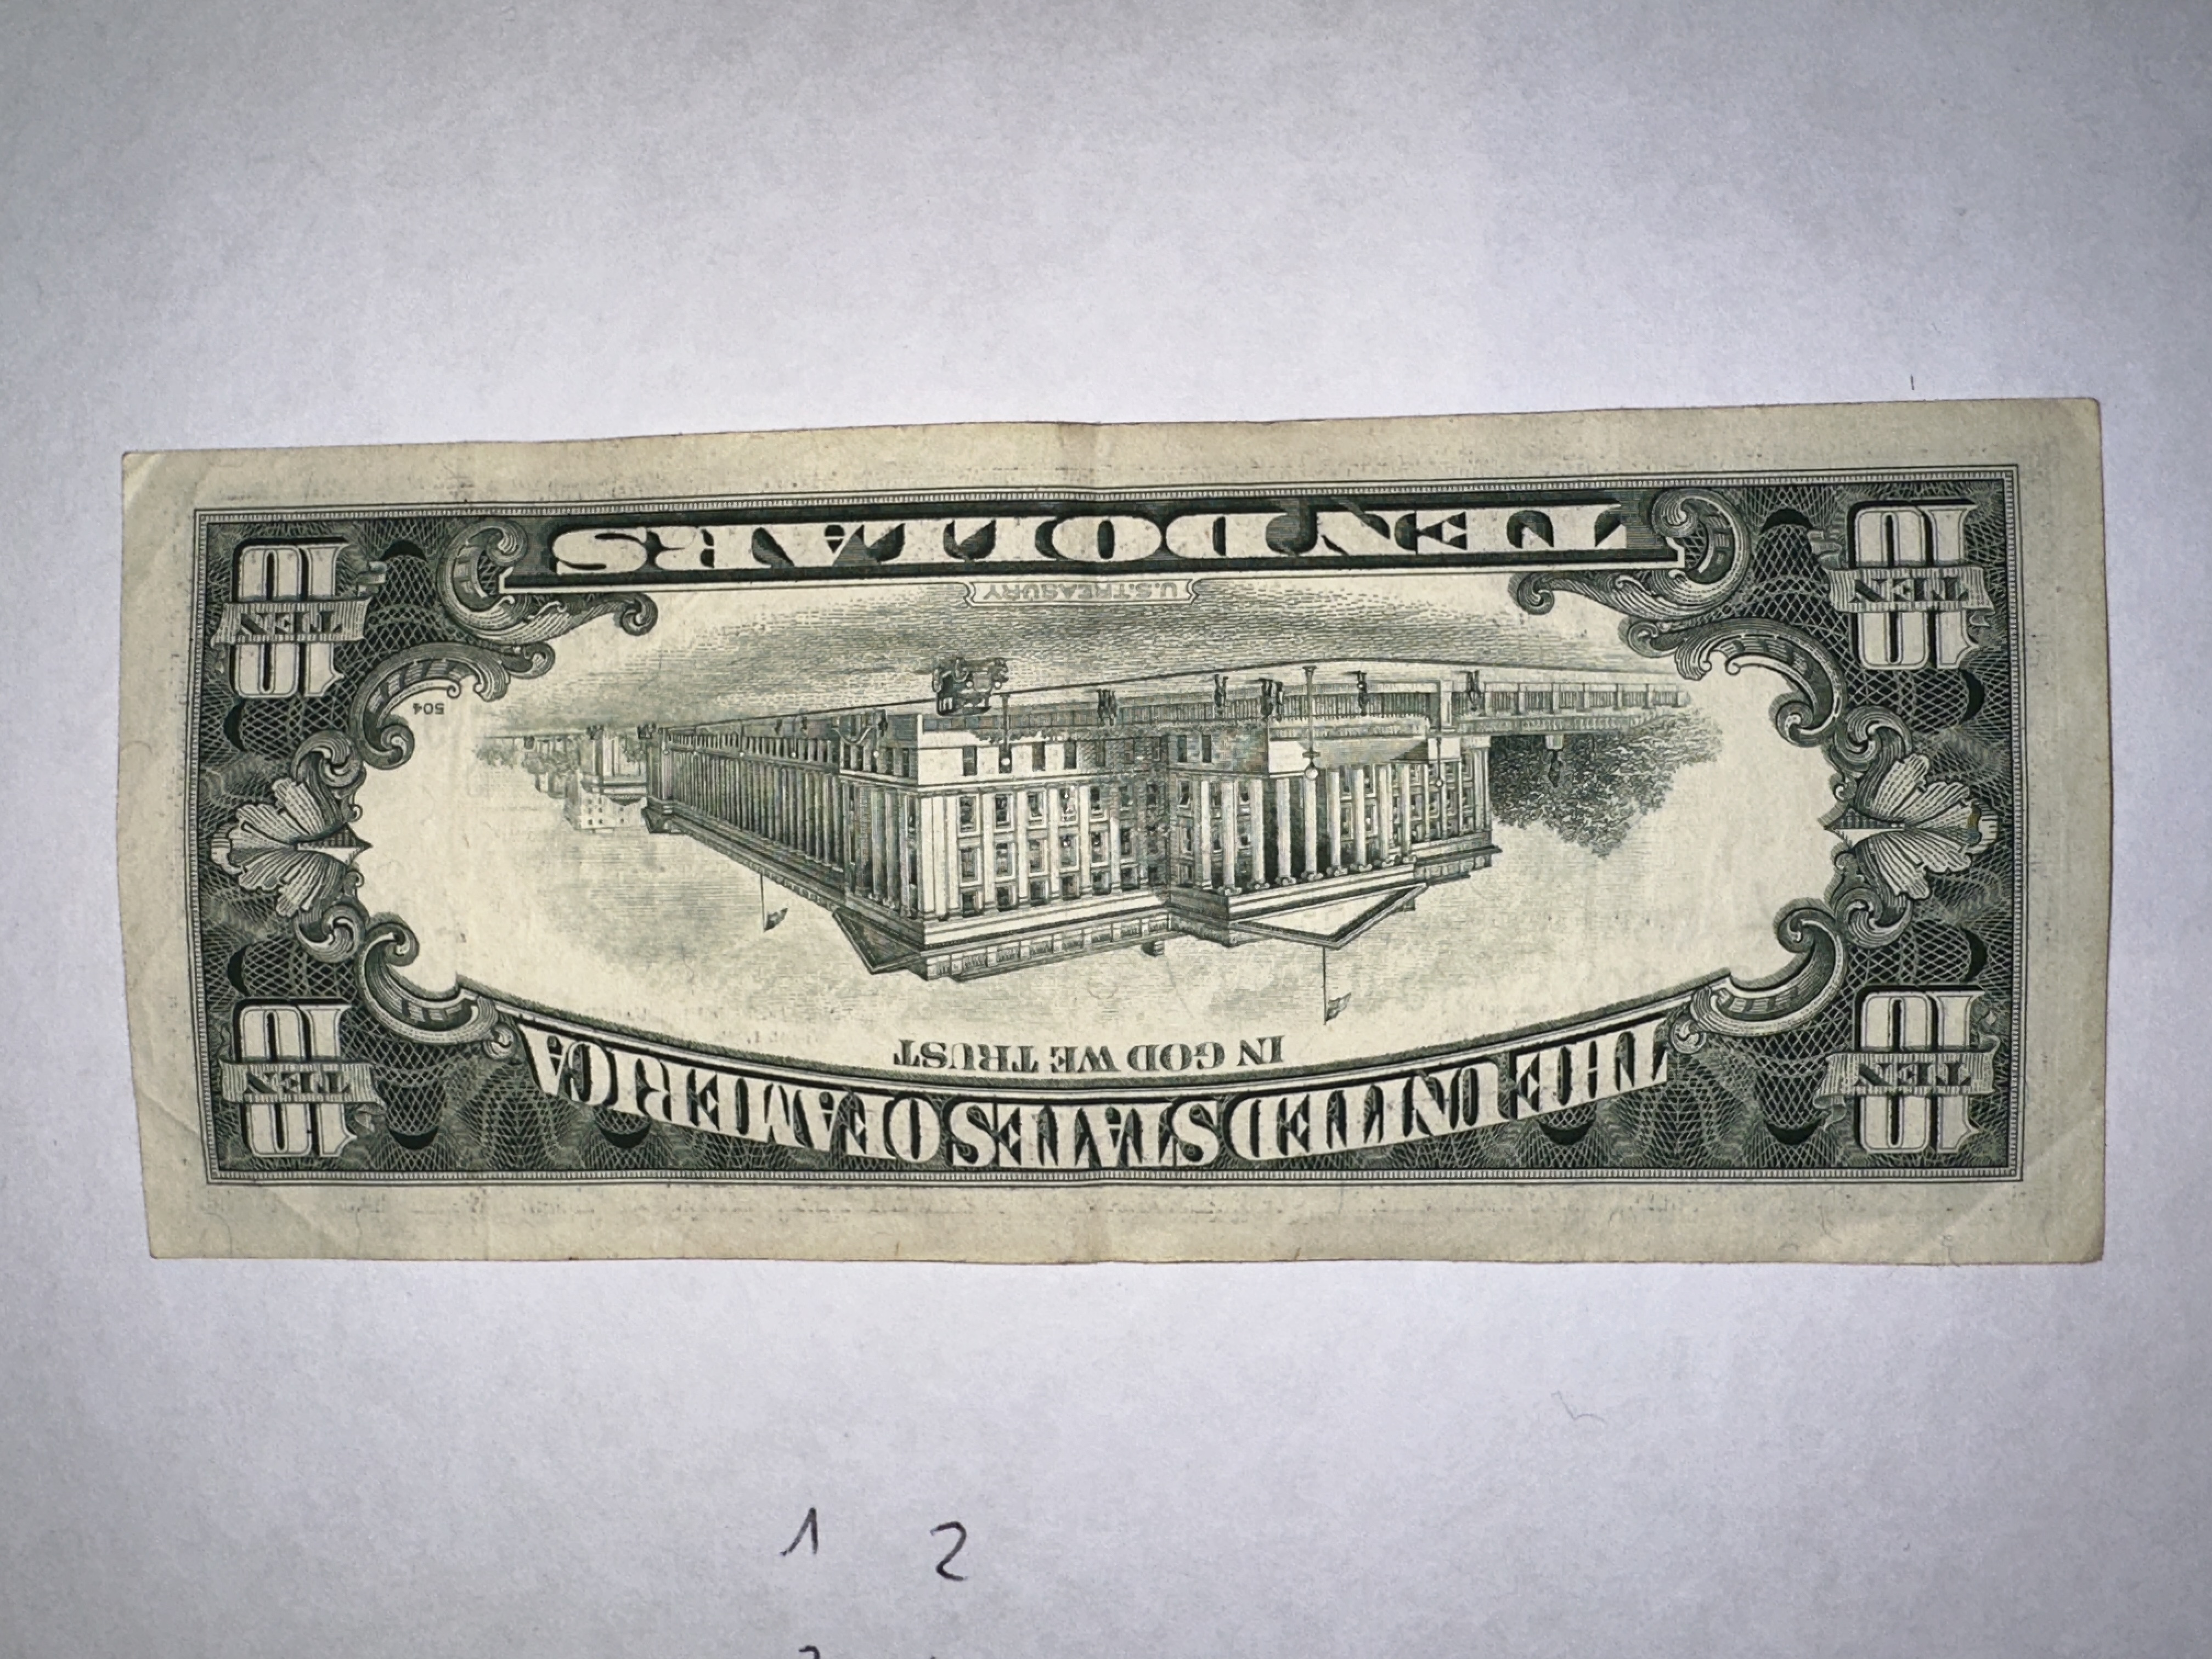 THE UNITED STATES OF AMERICA
IN GOD WE TRUST
10 TEN
10 TEN
504
U.S. TREASURY
10 TEN
TEN DOLLARS
10 TEN
1 2